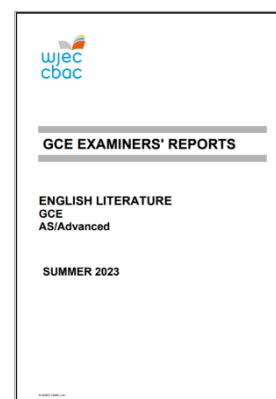 wjec
cbac
GCE EXAMINERS' REPORTS
ENGLISH LITERATURE
GCE
AS/Advanced
SUMMER 2023